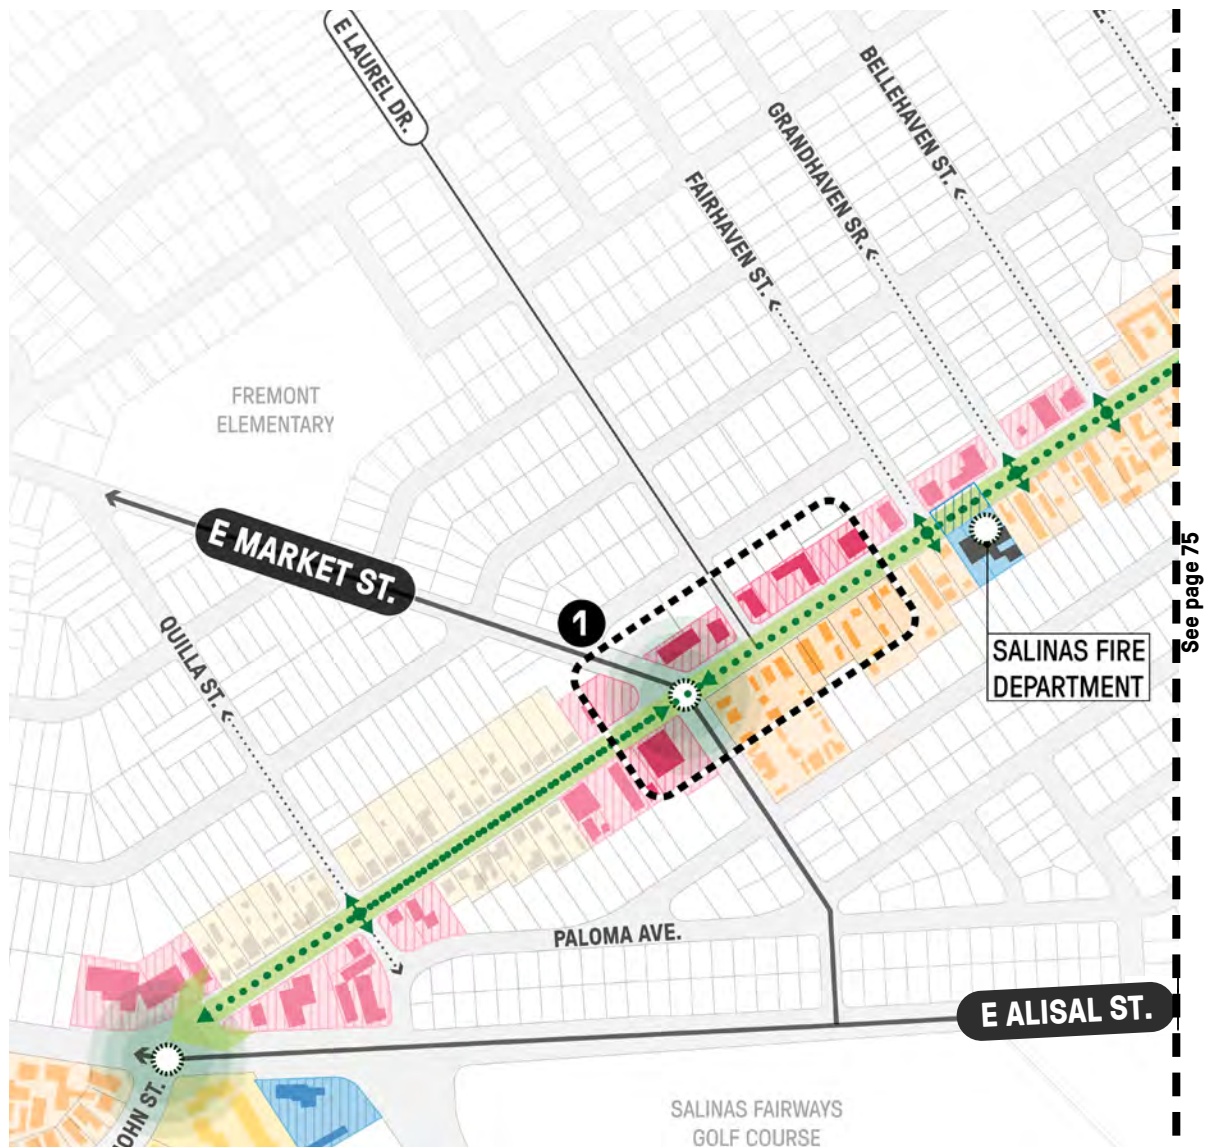 E LAUREL DR.
BELLEHAVEN ST.
GRANDHAVEN SR.
FAIRHAVEN ST.
FREMONT
ELEMENTARY
E MARKET ST.
1
QUILLA ST.
See page 75
SALINAS FIRE
DEPARTMENT
PALOMA AVE.
E ALISAL ST.
OHN ST.
SALINAS FAIRWAYS
GOLF COURSE